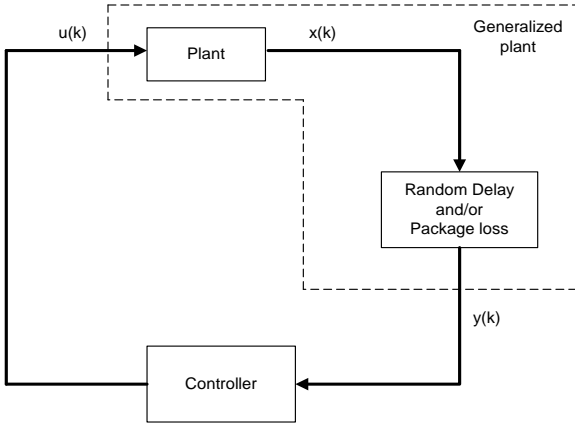 u(k)
Plant
x(k)
Generalized
plant
Random Delay
and/or
Package loss
y(k)
Controller